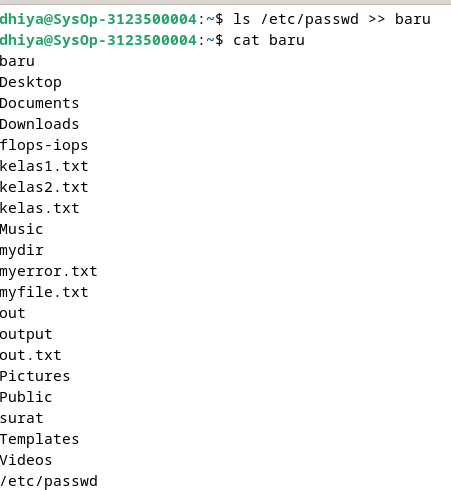 dhiya@SysOp-3123500004:~$ ls /etc/passwd >> baru
dhiya@SysOp-3123500004:~$ cat baru
baru
Desktop
Documents
Downloads
flops-iops
kelas1.txt
kelas2.txt
kelas.txt
Music
mydir
myerror.txt
myfile.txt
out
output
out.txt
Pictures
Public
surat
Templates
Videos
/etc/passwd